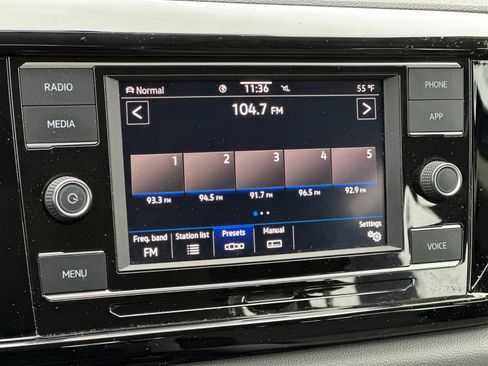 RADIO
MEDIA
MENU
PHONE
APP
VOICE
Normal 11:36 55 °F
< 104.7 FM >
1 2 3 4 5
93.3 FM 94.5 FM 91.7 FM 96.5 FM 92.9 FM
Freq. band Station list Presets Manual Settings
FM